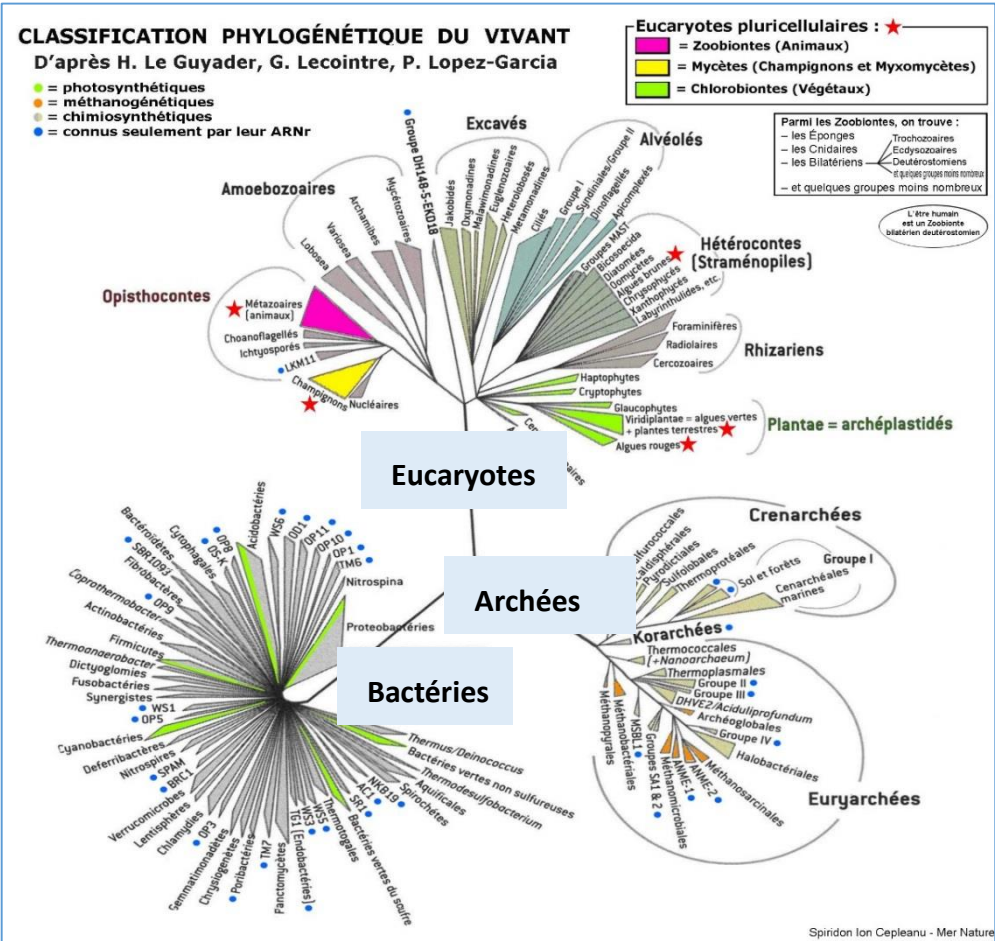 CLASSIFICATION PHYLOGÉNÉTIQUE DU VIVANT
D'après H. Le Guyader, G. Lecointre, P. Lopez-Garcia
= photosynthétiques
= méthanogénétiques
= chimiosynthétiques
= connus seulement par leur ARNr
Eucaryotes pluricellulaires :
= Zoobiontes (Animaux)
= Mycètes (Champignons et Myxomycètes)
= Chlorobiontes (Végétaux)
Parmi les Zoobiontes, on trouve :
– les Éponges
– les Cnidaires
– les Bilatériens
Trochozoaires
Ecdysozoaires
Deutérostomiens
et quelques groupes moins nombreux
– et quelques groupes moins nombreux
L'être humain
est un Zoobionte
bilatérien deutérostomien
Opisthocontes
Métazoaires
(animaux)
Choanoflagellés
Ichtyosporés
LKM11
Champignons
Nucléaires
Amoebozoaires
Lobosea
Variosea
Archamibes
Mycétozoaires
Groupe DH148-5-EKD18
Excavés
Jakobidés
Oxymonadines
Malawimonadines
Euglenozoaires
Heterolobosés
Metamonadines
Alvéolés
Ciliés
Groupe I
Syndiniales/Groupe II
Dinoflagellés
Apicomplexés
Hétérocontes
(Straménopiles)
Groupes MAST
Bicosoecida
Diatomées
Oomycètes
Algues brunes
Chrysophycés
Xanthophycés
Labyrinthulides, etc.
Rhizariens
Foraminifères
Radiolaires
Cercozoaires
Haptophytes
Cryptophytes
Glaucophytes
Viridiplantae = algues vertes
+ plantes terrestres
Algues rouges
Plantae = archéplastidés
Eucaryotes
Archées
Bactéries
Crenarchées
Pyrodictiales
Sulfolobales
Thermoprotéales
Sol et forêts
Groupe I
Cenarchéales
marines
Korarchées
Thermococcales
(+Nanoarchaeum)
Thermoplasmales
Groupe II
Groupe III
DHVE2/Aciduliprofundum
Archéoglobales
Groupe IV
Halobactériales
Méthanosarcinales
ANME-2
ANME-1
Méthanomicrobiales
Groupes SA1 & 2
MSBL1
Méthanobactériales
Méthanopyrales
Euryarchées
Proteobactéries
Nitrospina
TM6
OP1
OP10
OP11
OD1
WS6
Acidobactéries
OP8
OS-K
Cytophagales
Bactéroïdètes
SBR1093
Fibrobactères
OP9
Coprothermobacter
Actinobactéries
Firmicutes
Thermoanaerobacter
Dictyoglomies
Fusobactéries
Synergistes
WS1
OP5
Cyanobactéries
Deferribactères
Nitrospires
SPAM
BRC1
Verrucomicrobes
Lentisphères
Chlamydies
OP3
Gemmatimonadètes
Chrysiogenètes
Poribactéries
TM7
Planctomycètes
TG1 (Endobactéries)
WS3
WS5
Thermotogales
Bactéries vertes du soufre
SR1
AC1
NKB19
Spirochètes
Aquificales
Thermodesulfobacterium
Bactéries vertes non sulfureuses
Thermus/Deinococcus
Spiridon Ion Cepleanu - Mer Nature